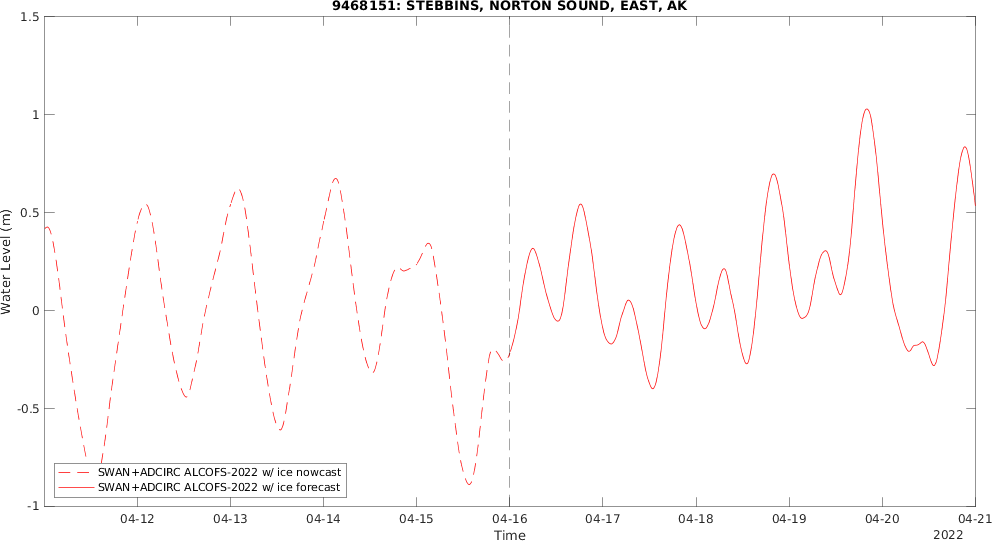 9468151: STEBBINS, NORTON SOUND, EAST, AK
1.5
1
0.5
0
-0.5
-1
Water Level (m)
SWAN+ADCIRC ALCOFS-2022 w/ ice nowcast
SWAN+ADCIRC ALCOFS-2022 w/ ice forecast
04-12 04-13 04-14 04-15 04-16 04-17 04-18 04-19 04-20 04-21
Time
2022